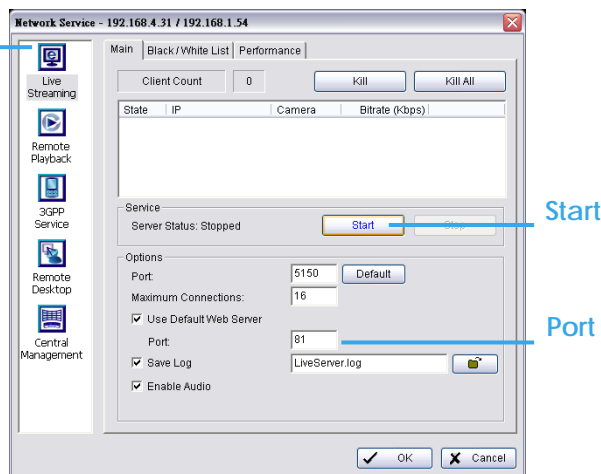 Network Service - 192.168.4.31 / 192.168.1.54
Live
Streaming
Remote
Playback
3GPP
Service
Remote
Desktop
Central
Management
Main Black/White List Performance
Client Count 0 Kill Kill All
State IP Camera Bitrate (Kbps)
Service
Server Status: Stopped Start Stop
Start
Options
Port: 5150 Default
Maximum Connections: 16
Use Default Web Server
Port: 81
Port
Save Log LiveServer.log
Enable Audio
OK Cancel